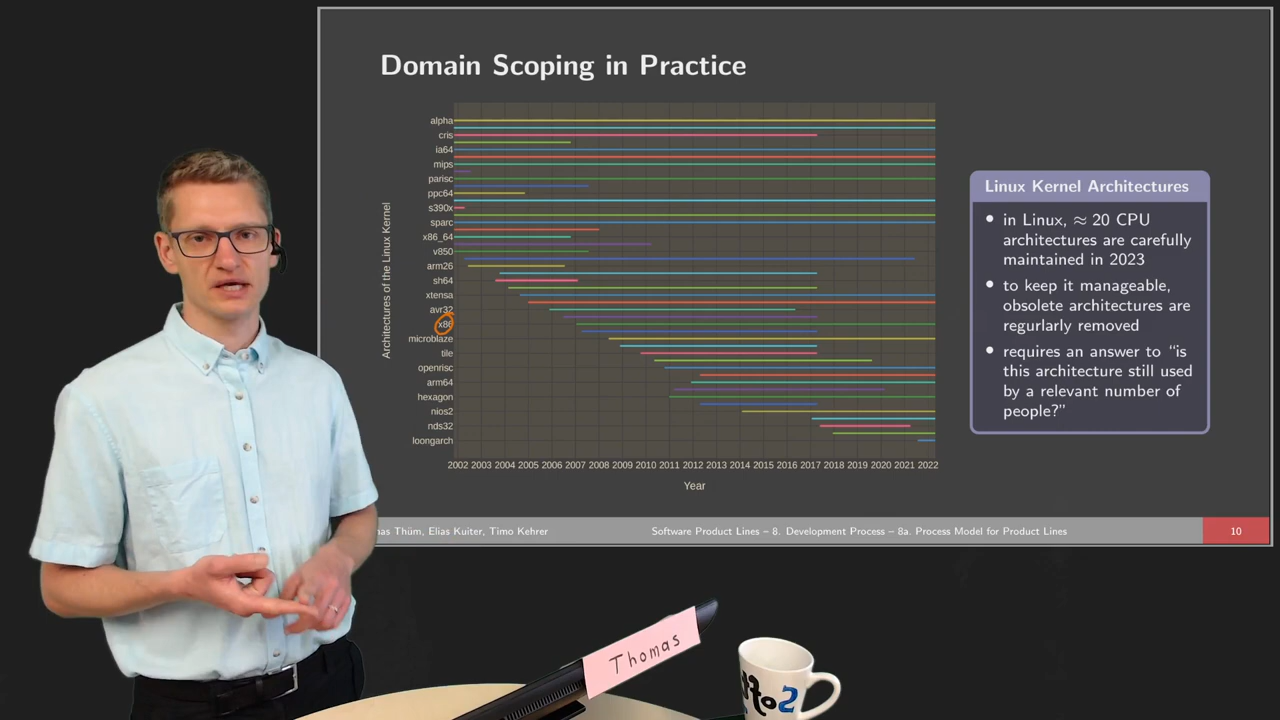 Domain Scoping in Practice
Architectures of the Linux Kernel
alpha
cris
ia64
mips
parisc
ppc64
s390x
sparc
x86_64
v850
arm26
sh64
xtensa
avr32
x86
microblaze
tile
openrisc
arm64
hexagon
nios2
nds32
loongarch
2002 2003 2004 2005 2006 2007 2008 2009 2010 2011 2012 2013 2014 2015 2016 2017 2018 2019 2020 2021 2022
Year
Linux Kernel Architectures
in Linux, ≈ 20 CPU
architectures are carefully
maintained in 2023
to keep it manageable,
obsolete architectures are
regurlarly removed
requires an answer to “is
this architecture still used
by a relevant number of
people?”
nas Thüm, Elias Kuiter, Timo Kehrer
Software Product Lines – 8. Development Process – 8a. Process Model for Product Lines
10
Thomas